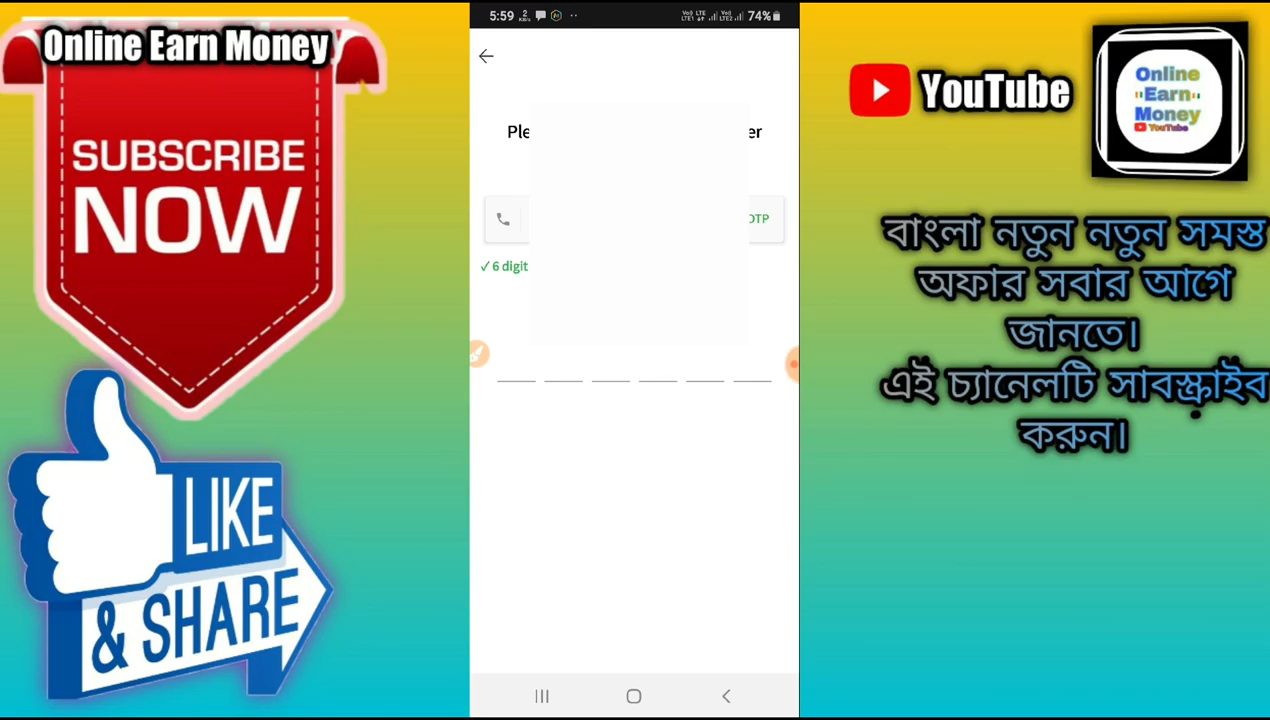 Online Earn Money
SUBSCRIBE
NOW
LIKE
& SHARE
5:59
74%
Ple
er
OTP
✓ 6 digit
YouTube
Online
Earn
Money
YouTube
বাংলা নতুন নতুন সমস্ত
অফার সবার আগে
জানতে।
এই চ্যানেলটি সাবস্ক্রাইব
করুন।